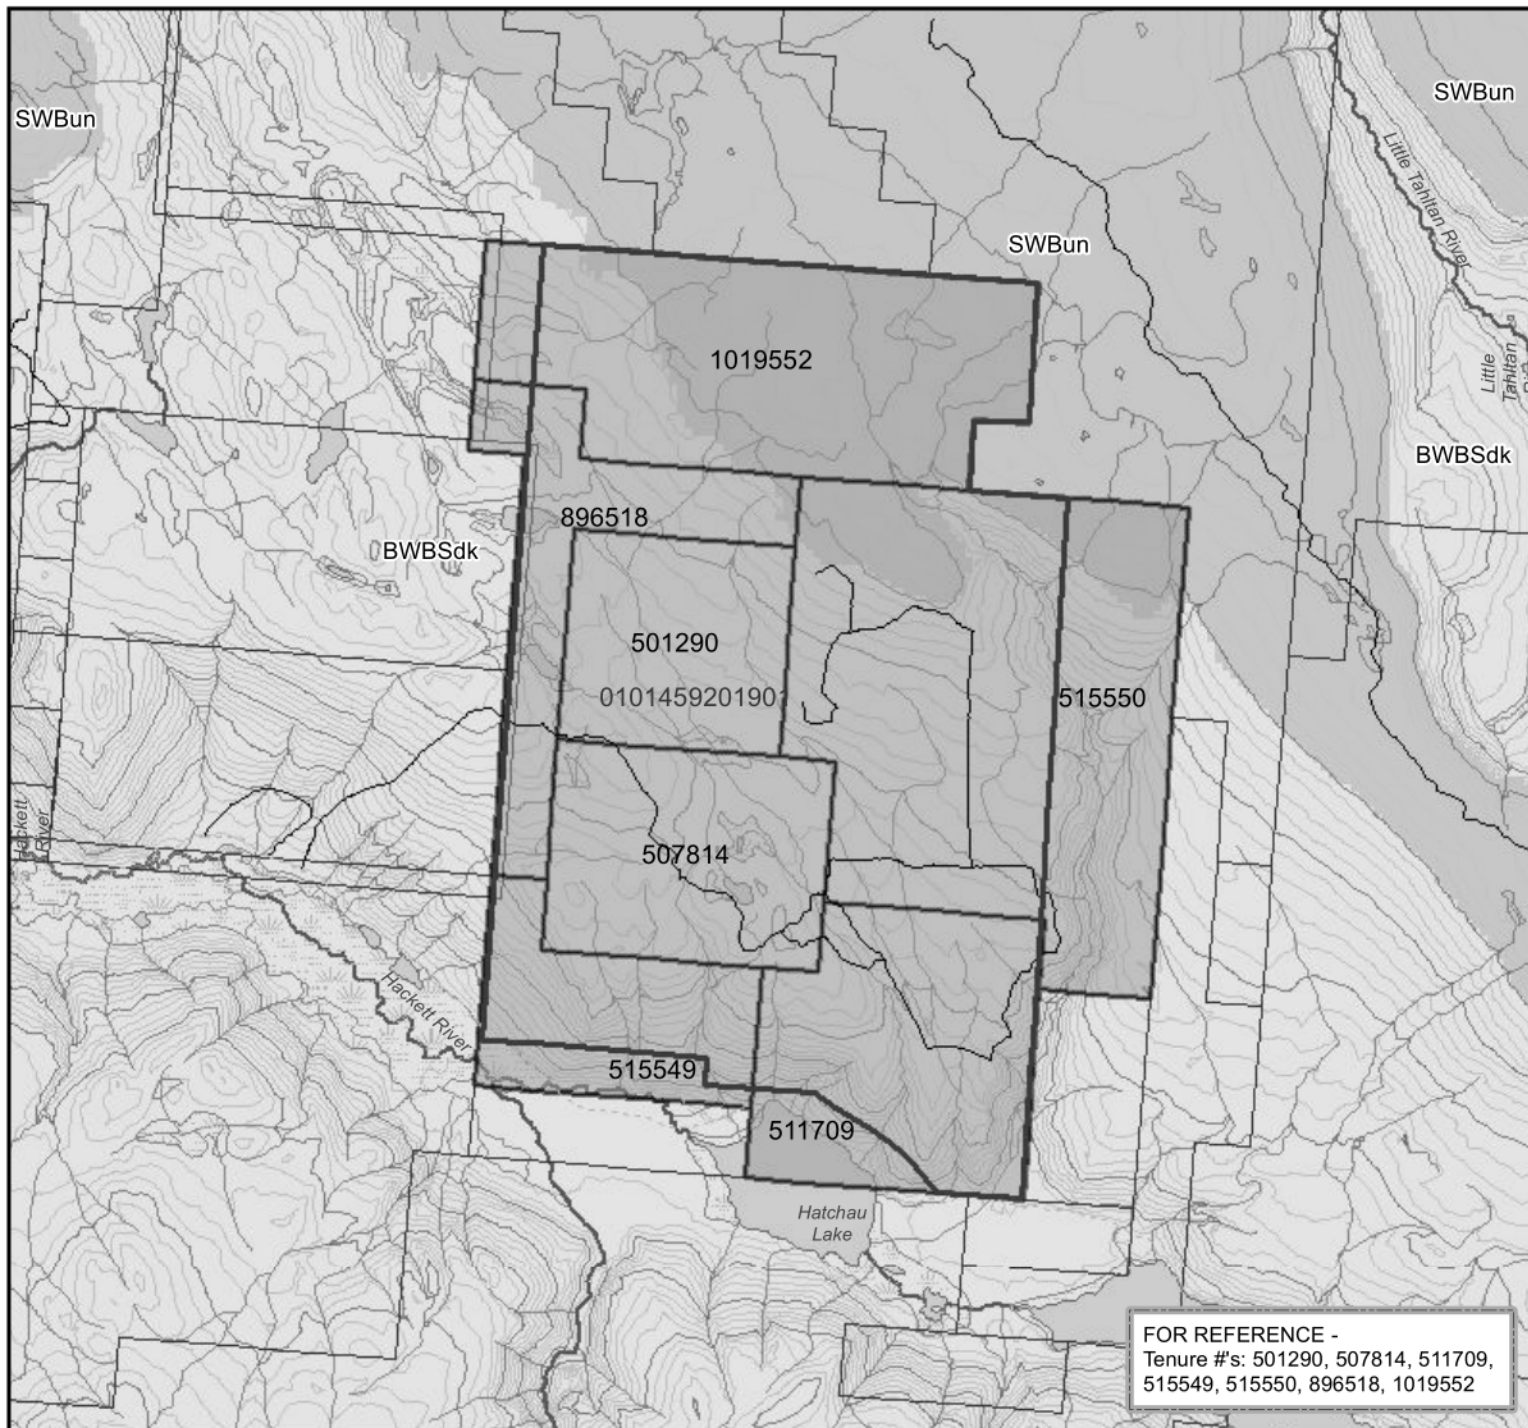 SWBun
SWBun
Little Tahltan River
SWBun
1019552
Little
Tahltan
BWBSdk
896518
BWBSdk
501290
010145920190
515550
Hackett
River
507814
Hackett River
515549
511709
Hatchau
Lake
FOR REFERENCE -
Tenure #'s: 501290, 507814, 511709,
515549, 515550, 896518, 1019552